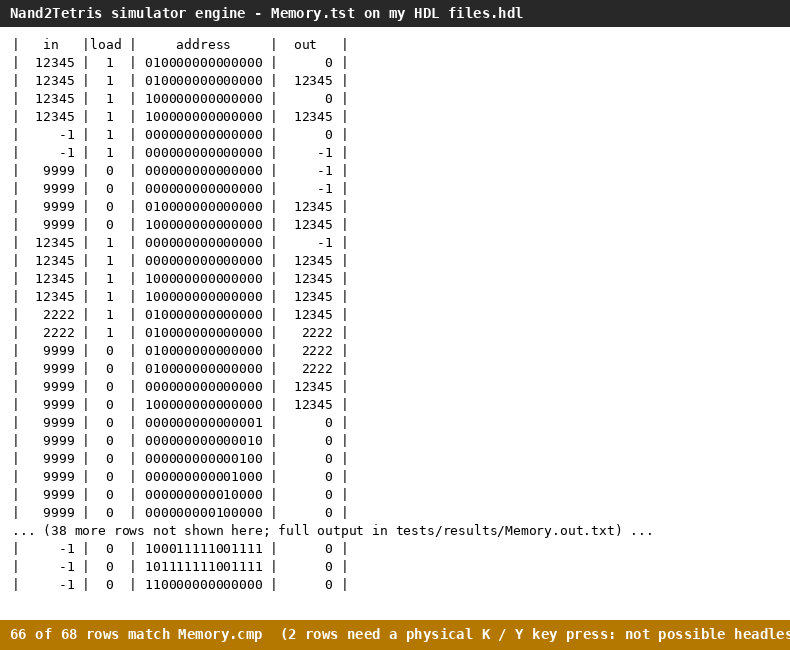 Nand2Tetris simulator engine - Memory.tst on my HDL files.hdl
|   in   |load |     address     |  out   |
|  12345 |  1  | 010000000000000 |      0 |
|  12345 |  1  | 010000000000000 |  12345 |
|  12345 |  1  | 100000000000000 |      0 |
|  12345 |  1  | 100000000000000 |  12345 |
|     -1 |  1  | 000000000000000 |      0 |
|     -1 |  1  | 000000000000000 |     -1 |
|   9999 |  0  | 000000000000000 |     -1 |
|   9999 |  0  | 000000000000000 |     -1 |
|   9999 |  0  | 010000000000000 |  12345 |
|   9999 |  0  | 100000000000000 |  12345 |
|  12345 |  1  | 000000000000000 |     -1 |
|  12345 |  1  | 000000000000000 |  12345 |
|  12345 |  1  | 100000000000000 |  12345 |
|  12345 |  1  | 100000000000000 |  12345 |
|   2222 |  1  | 010000000000000 |  12345 |
|   2222 |  1  | 010000000000000 |   2222 |
|   9999 |  0  | 010000000000000 |   2222 |
|   9999 |  0  | 010000000000000 |   2222 |
|   9999 |  0  | 000000000000000 |  12345 |
|   9999 |  0  | 100000000000000 |  12345 |
|   9999 |  0  | 000000000000001 |      0 |
|   9999 |  0  | 000000000000010 |      0 |
|   9999 |  0  | 000000000000100 |      0 |
|   9999 |  0  | 000000000001000 |      0 |
|   9999 |  0  | 000000000010000 |      0 |
|   9999 |  0  | 000000000100000 |      0 |
... (38 more rows not shown here; full output in tests/results/Memory.out.txt) ...
|     -1 |  0  | 100011111001111 |      0 |
|     -1 |  0  | 101111111001111 |      0 |
|     -1 |  0  | 110000000000000 |      0 |
66 of 68 rows match Memory.cmp  (2 rows need a physical K / Y key press: not possible headles